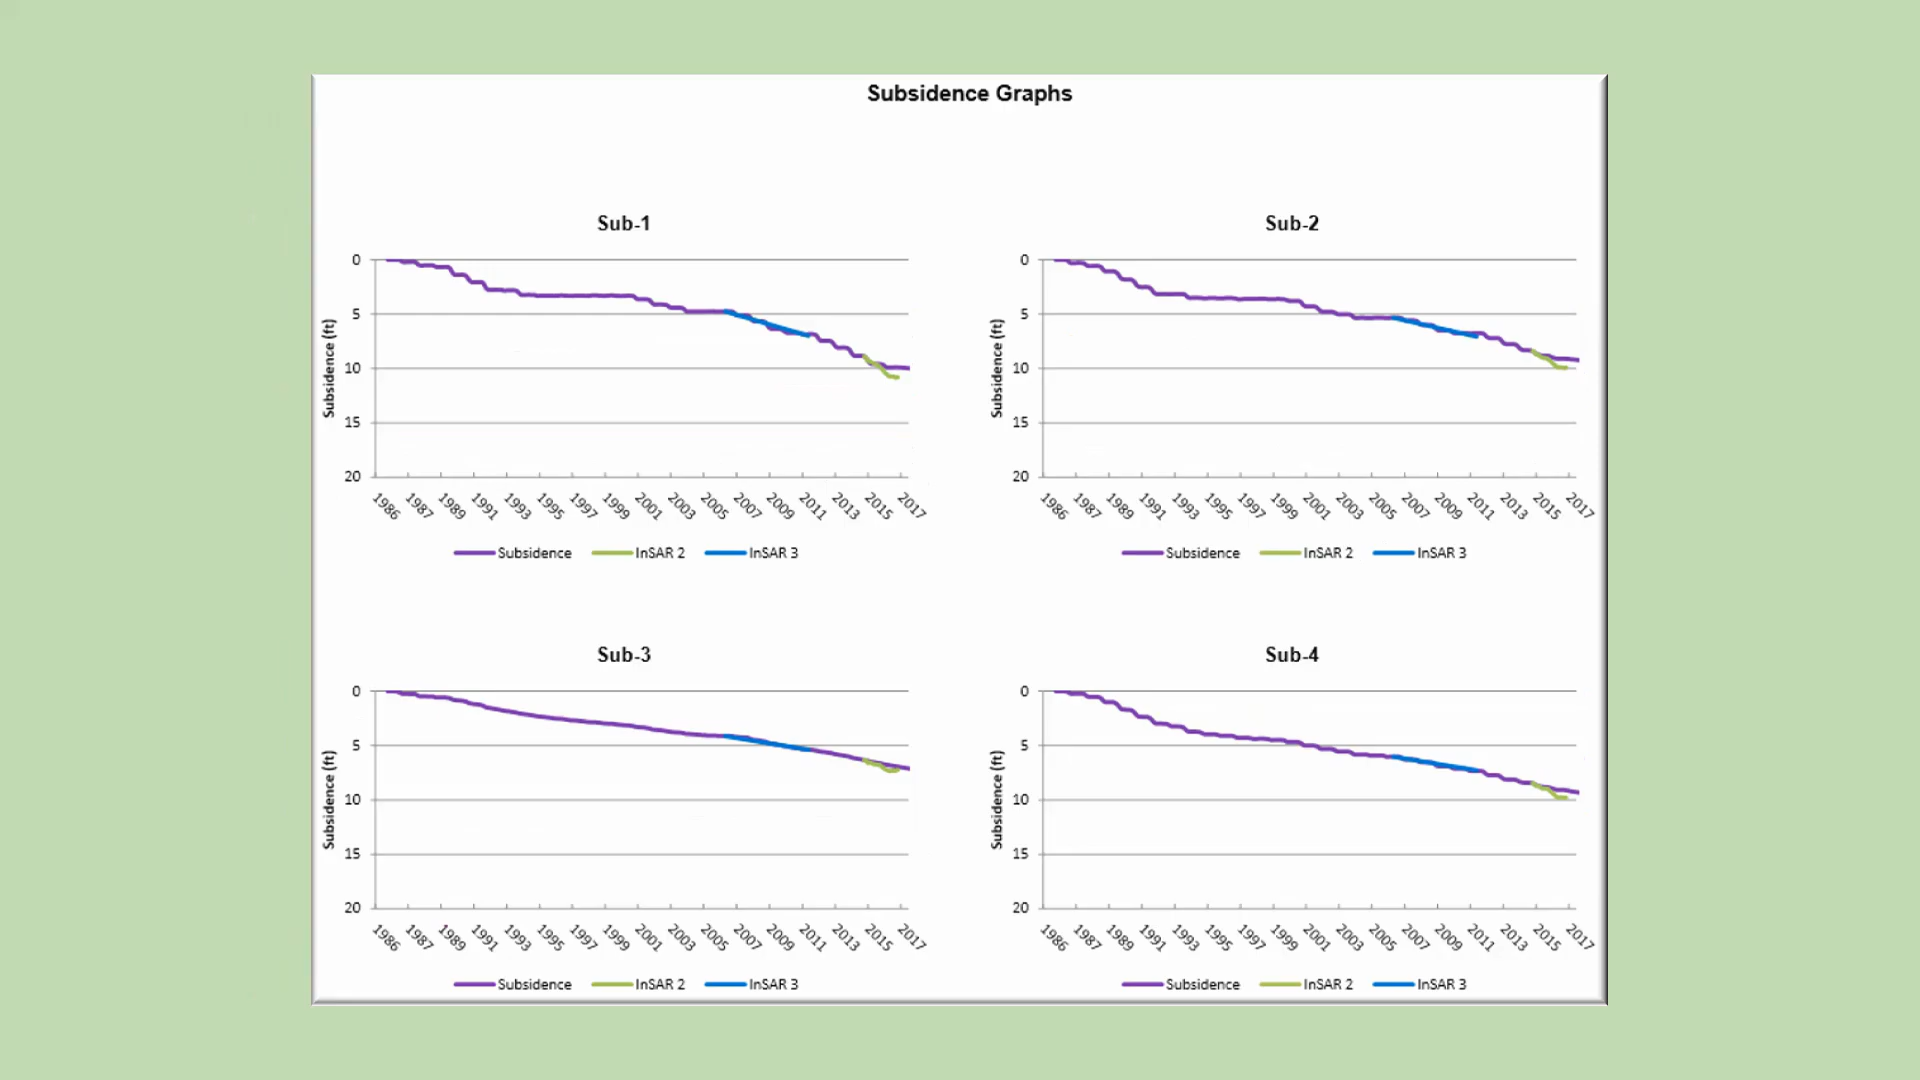 Subsidence Graphs
Sub-1
0
5
10
15
20
Subsidence (ft)
1986 1987 1989 1991 1993 1995 1997 1999 2001 2003 2005 2007 2009 2011 2013 2015 2017
Subsidence InSAR 2 InSAR 3
Sub-2
0
5
10
15
20
Subsidence (ft)
1986 1987 1989 1991 1993 1995 1997 1999 2001 2003 2005 2007 2009 2011 2013 2015 2017
Subsidence InSAR 2 InSAR 3
Sub-3
0
5
10
15
20
Subsidence (ft)
1986 1987 1989 1991 1993 1995 1997 1999 2001 2003 2005 2007 2009 2011 2013 2015 2017
Subsidence InSAR 2 InSAR 3
Sub-4
0
5
10
15
20
Subsidence (ft)
1986 1987 1989 1991 1993 1995 1997 1999 2001 2003 2005 2007 2009 2011 2013 2015 2017
Subsidence InSAR 2 InSAR 3